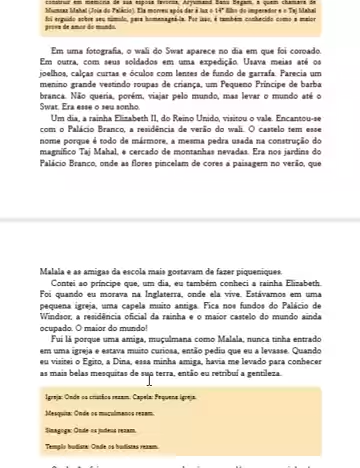 construir em memória de sua esposa favorita, Aryumand Banu Begam, a quem chamava de
Mumtaz Mahal (Joia do Palácio). Ela morreu após dar à luz o 14º filho do imperador e o Taj Mahal
foi erguido sobre seu túmulo, para homenageá-la. Por isso, é também conhecido como a maior
prova de amor do mundo.
Em uma fotografia, o wali do Swat aparece no dia em que foi coroado.
Em outra, com seus soldados em uma expedição. Usava meias até os
joelhos, calças curtas e óculos com lentes de fundo de garrafa. Parecia um
menino grande vestindo roupas de criança, um Pequeno Príncipe de barba
branca. Não queria, porém, viajar pelo mundo, mas levar o mundo até o
Swat. Era esse o seu sonho.
Um dia, a rainha Elizabeth II, do Reino Unido, visitou o vale. Encantou-se
com o Palácio Branco, a residência de verão do wali. O castelo tem esse
nome porque é todo de mármore, a mesma pedra usada na construção do
magnífico Taj Mahal, e cercado de montanhas nevadas. Era nos jardins do
Palácio Branco, onde as flores pincelam de cores a paisagem no verão, que
Malala e as amigas da escola mais gostavam de fazer piqueniques.
Contei ao príncipe que, um dia, eu também conheci a rainha Elizabeth.
Foi quando eu morava na Inglaterra, onde ela vive. Estávamos em uma
pequena igreja, uma capela muito antiga. Fica nos fundos do Palácio de
Windsor, a residência oficial da rainha e o maior castelo do mundo ainda
ocupado. O maior do mundo!
Fui lá porque uma amiga, muçulmana como Malala, nunca tinha entrado
em uma igreja e estava muito curiosa, então pediu que eu a levasse. Quando
eu visitei o Egito, a Dina, essa minha amiga, havia me levado para conhecer
as mais belas mesquitas de sua terra, então eu retribuí a gentileza.
Igreja: Onde os cristãos rezam. Capela: Pequena igreja.
Mesquita: Onde os muçulmanos rezam.
Sinagoga: Onde os judeus rezam.
Templo budista: Onde os budistas rezam.